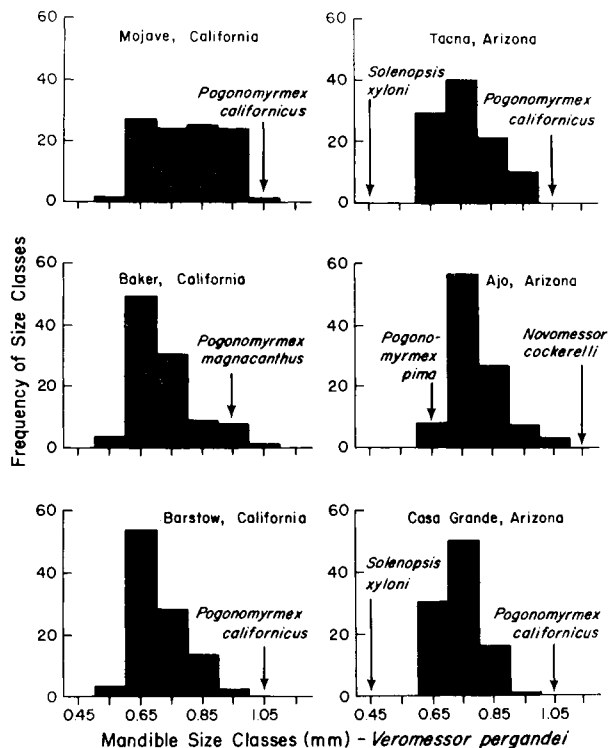 Frequency of Size Classes
Mojave, California
60
40
20
0
Pogonomyrmex
californicus
Tacna, Arizona
60
40
20
0
Solenopsis
xyloni
Pogonomyrmex
californicus
Baker, California
60
40
20
0
Pogonomyrmex
magnacanthus
Ajo, Arizona
60
40
20
0
Pogono-
myrmex
pima
Novomessor
cockerelli
Barstow, California
60
40
20
0
Pogonomyrmex
californicus
0.45 0.65 0.85 1.05
Casa Grande, Arizona
60
40
20
0
Solenopsis
xyloni
Pogonomyrmex
californicus
0.45 0.65 0.85 1.05
Mandible Size Classes (mm) - Veromessor pergandei